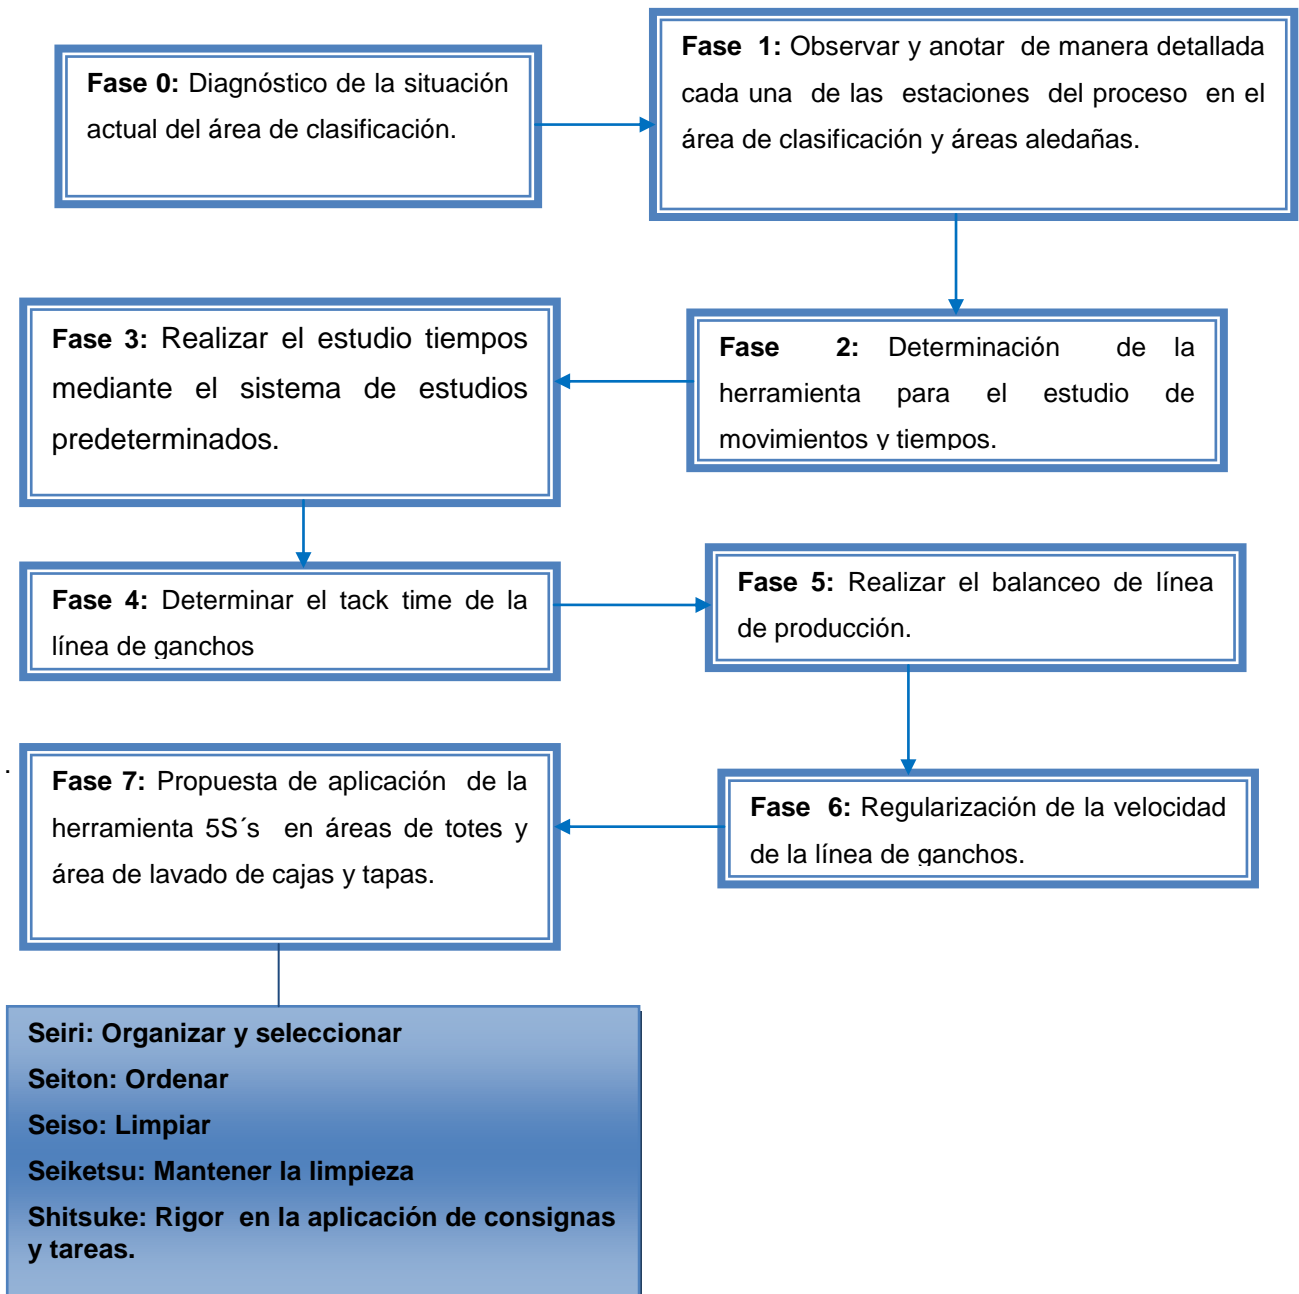 Fase 0: Diagnóstico de la situación
actual del área de clasificación.
Fase 1: Observar y anotar de manera detallada
cada una de las estaciones del proceso en el
área de clasificación y áreas aledañas.
Fase 2: Determinación de la
herramienta para el estudio de
movimientos y tiempos.
Fase 3: Realizar el estudio tiempos
mediante el sistema de estudios
predeterminados.
Fase 4: Determinar el tack time de la
línea de ganchos
Fase 5: Realizar el balanceo de línea
de producción.
Fase 6: Regularización de la velocidad
de la línea de ganchos.
.
Fase 7: Propuesta de aplicación de la
herramienta 5S´s en áreas de totes y
área de lavado de cajas y tapas.
Seiri: Organizar y seleccionar
Seiton: Ordenar
Seiso: Limpiar
Seiketsu: Mantener la limpieza
Shitsuke: Rigor en la aplicación de consignas
y tareas.